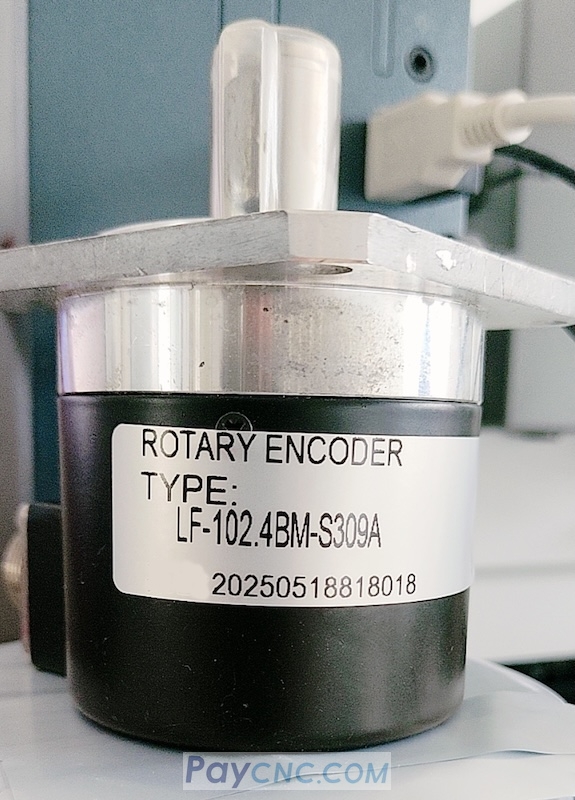 ROTARY ENCODER
TYPE:
LF-102.4BM-S309A
20250518818018
PayCNC.COM